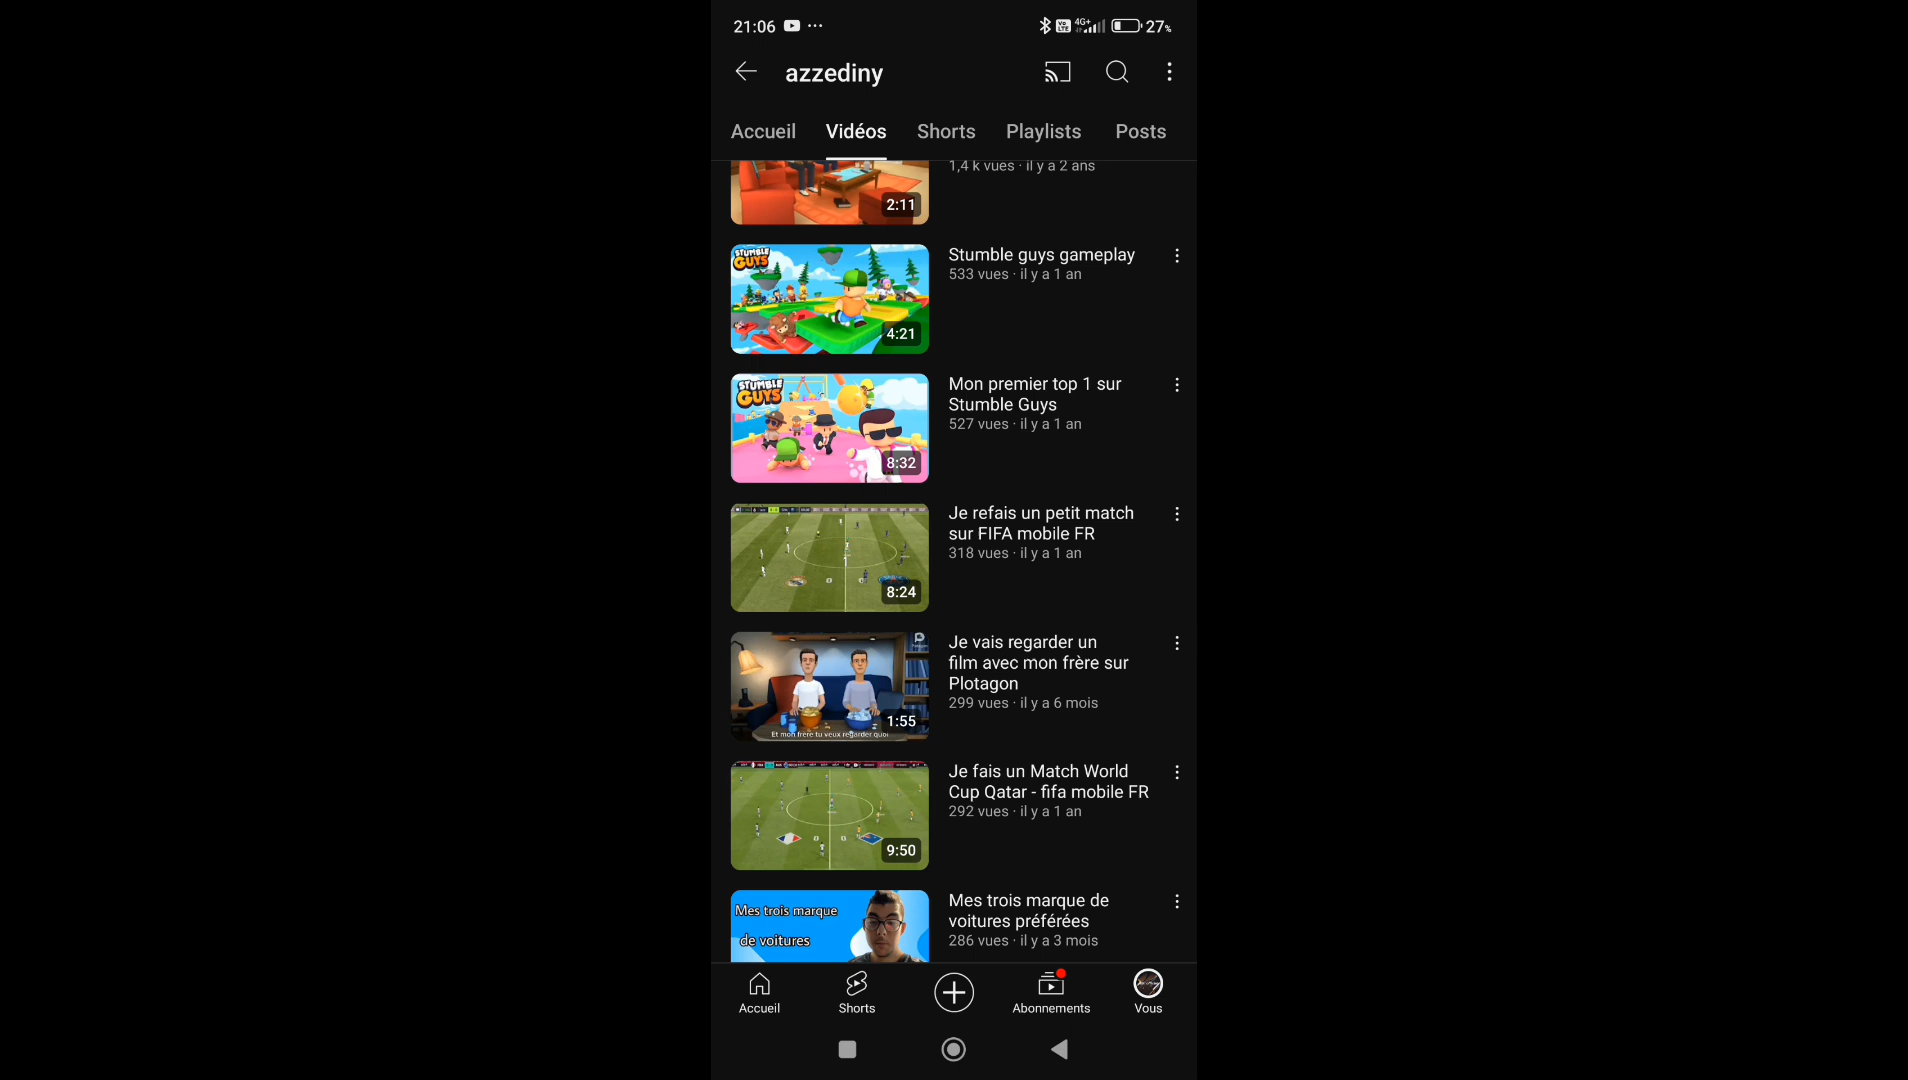 21:06
Vo LTE 4G+ 27%
azzediny
Accueil Vidéos Shorts Playlists Posts
1,4 k vues · il y a 2 ans
2:11
STUMBLE GUYS
4:21
Stumble guys gameplay
533 vues · il y a 1 an
STUMBLE GUYS
8:32
Mon premier top 1 sur
Stumble Guys
527 vues · il y a 1 an
8:24
Je refais un petit match
sur FIFA mobile FR
318 vues · il y a 1 an
1:55
Et mon frère tu veux regarder quoi
Je vais regarder un
film avec mon frère sur
Plotagon
299 vues · il y a 6 mois
9:50
Je fais un Match World
Cup Qatar - fifa mobile FR
292 vues · il y a 1 an
Mes trois marque
de voitures
Mes trois marque de
voitures préférées
286 vues · il y a 3 mois
Accueil Shorts Abonnements Vous